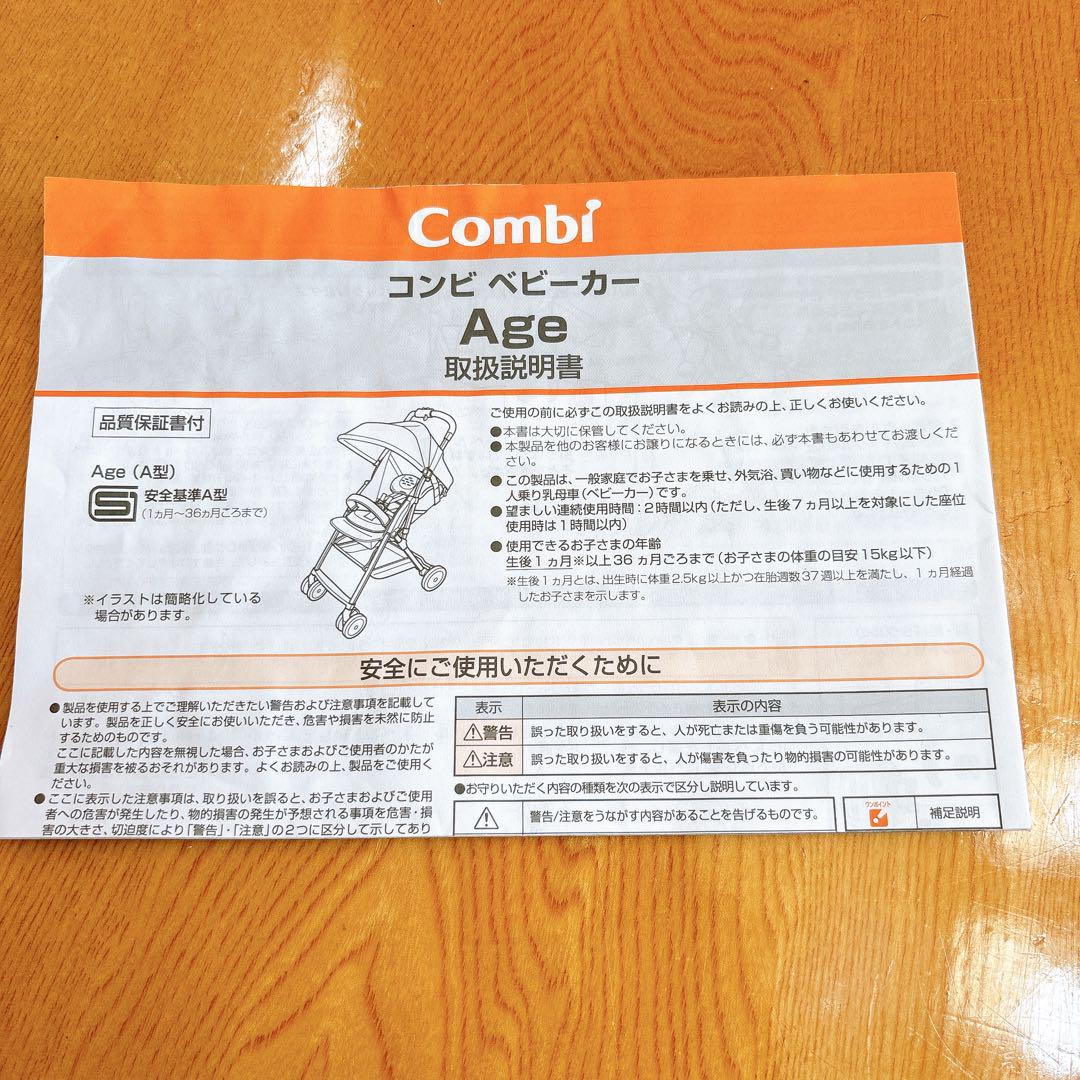 Combi
コンビ ベビーカー
Age
取扱説明書
品質保証書付
Age（A型）
安全基準A型
（1ヵ月～36ヵ月ごろまで）
※イラストは簡略化している
場合があります。
ご使用の前に必ずこの取扱説明書をよくお読みの上、正しくお使いください。
●本書は大切に保管してください。
●本製品を他のお客様にお譲りになるときには、必ず本書もあわせてお渡しくだ
さい。
●この製品は、一般家庭でお子さまを乗せ、外気浴、買い物などに使用するための1
人乗り乳母車（ベビーカー）です。
●望ましい連続使用時間：2時間以内（ただし、生後7ヵ月以上を対象にした座位
使用時は1時間以内）
●使用できるお子さまの年齢
生後1ヵ月※以上36ヵ月ごろまで（お子さまの体重の目安15kg以下）
※生後1ヵ月とは、出生時に体重2.5kg以上かつ在胎週数37週以上を満たし、1ヵ月経過
したお子さまを示します。
安全にご使用いただくために
●製品を使用する上でご理解いただきたい警告および注意事項を記載して
います。製品を正しく安全にお使いいただき、危害や損害を未然に防止
するためのものです。
ここに記載した内容を無視した場合、お子さまおよびご使用者のかたが
重大な損害を被るおそれがあります。よくお読みの上、製品をご使用く
ださい。
●ここに表示した注意事項は、取り扱いを誤ると、お子さまおよびご使用
者への危害が発生したり、物的損害の発生が予想される事項を危害・損
害の大きさ、切迫度により「警告」・「注意」の2つに区分して示してあり
表示 表示の内容
⚠警告 誤った取り扱いをすると、人が死亡または重傷を負う可能性があります。
⚠注意 誤った取り扱いをすると、人が傷害を負ったり物的損害の可能性があります。
●お守りいただく内容の種類を次の表示で区分し説明しています。
⚠ 警告/注意をうながす内容があることを告げるものです。
ワンポイント 補足説明